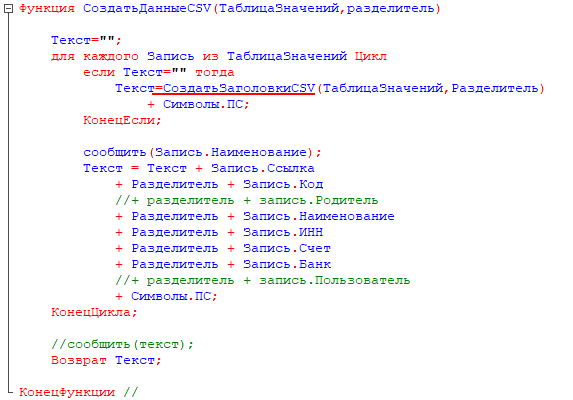 Функция СоздатьДанныеCSV(ТаблицаЗначений,разделитель)
Текст="";
для каждого Запись из ТаблицаЗначений Цикл
если Текст="" тогда
Текст=СоздатьЗаголовкиCSV(ТаблицаЗначений,Разделитель)
+ Символы.ПС;
КонецЕсли;
сообщить(Запись.Наименование);
Текст = Текст + Запись.Ссылка
+ Разделитель + Запись.Код
//+ разделитель + запись.Родитель
+ Разделитель + Запись.Наименование
+ Разделитель + Запись.ИНН
+ Разделитель + Запись.Счет
+ Разделитель + Запись.Банк
//+ разделитель + запись.Пользователь
+ Символы.ПС;
КонецЦикла;
//сообщить(текст);
Возврат Текст;
КонецФункции //